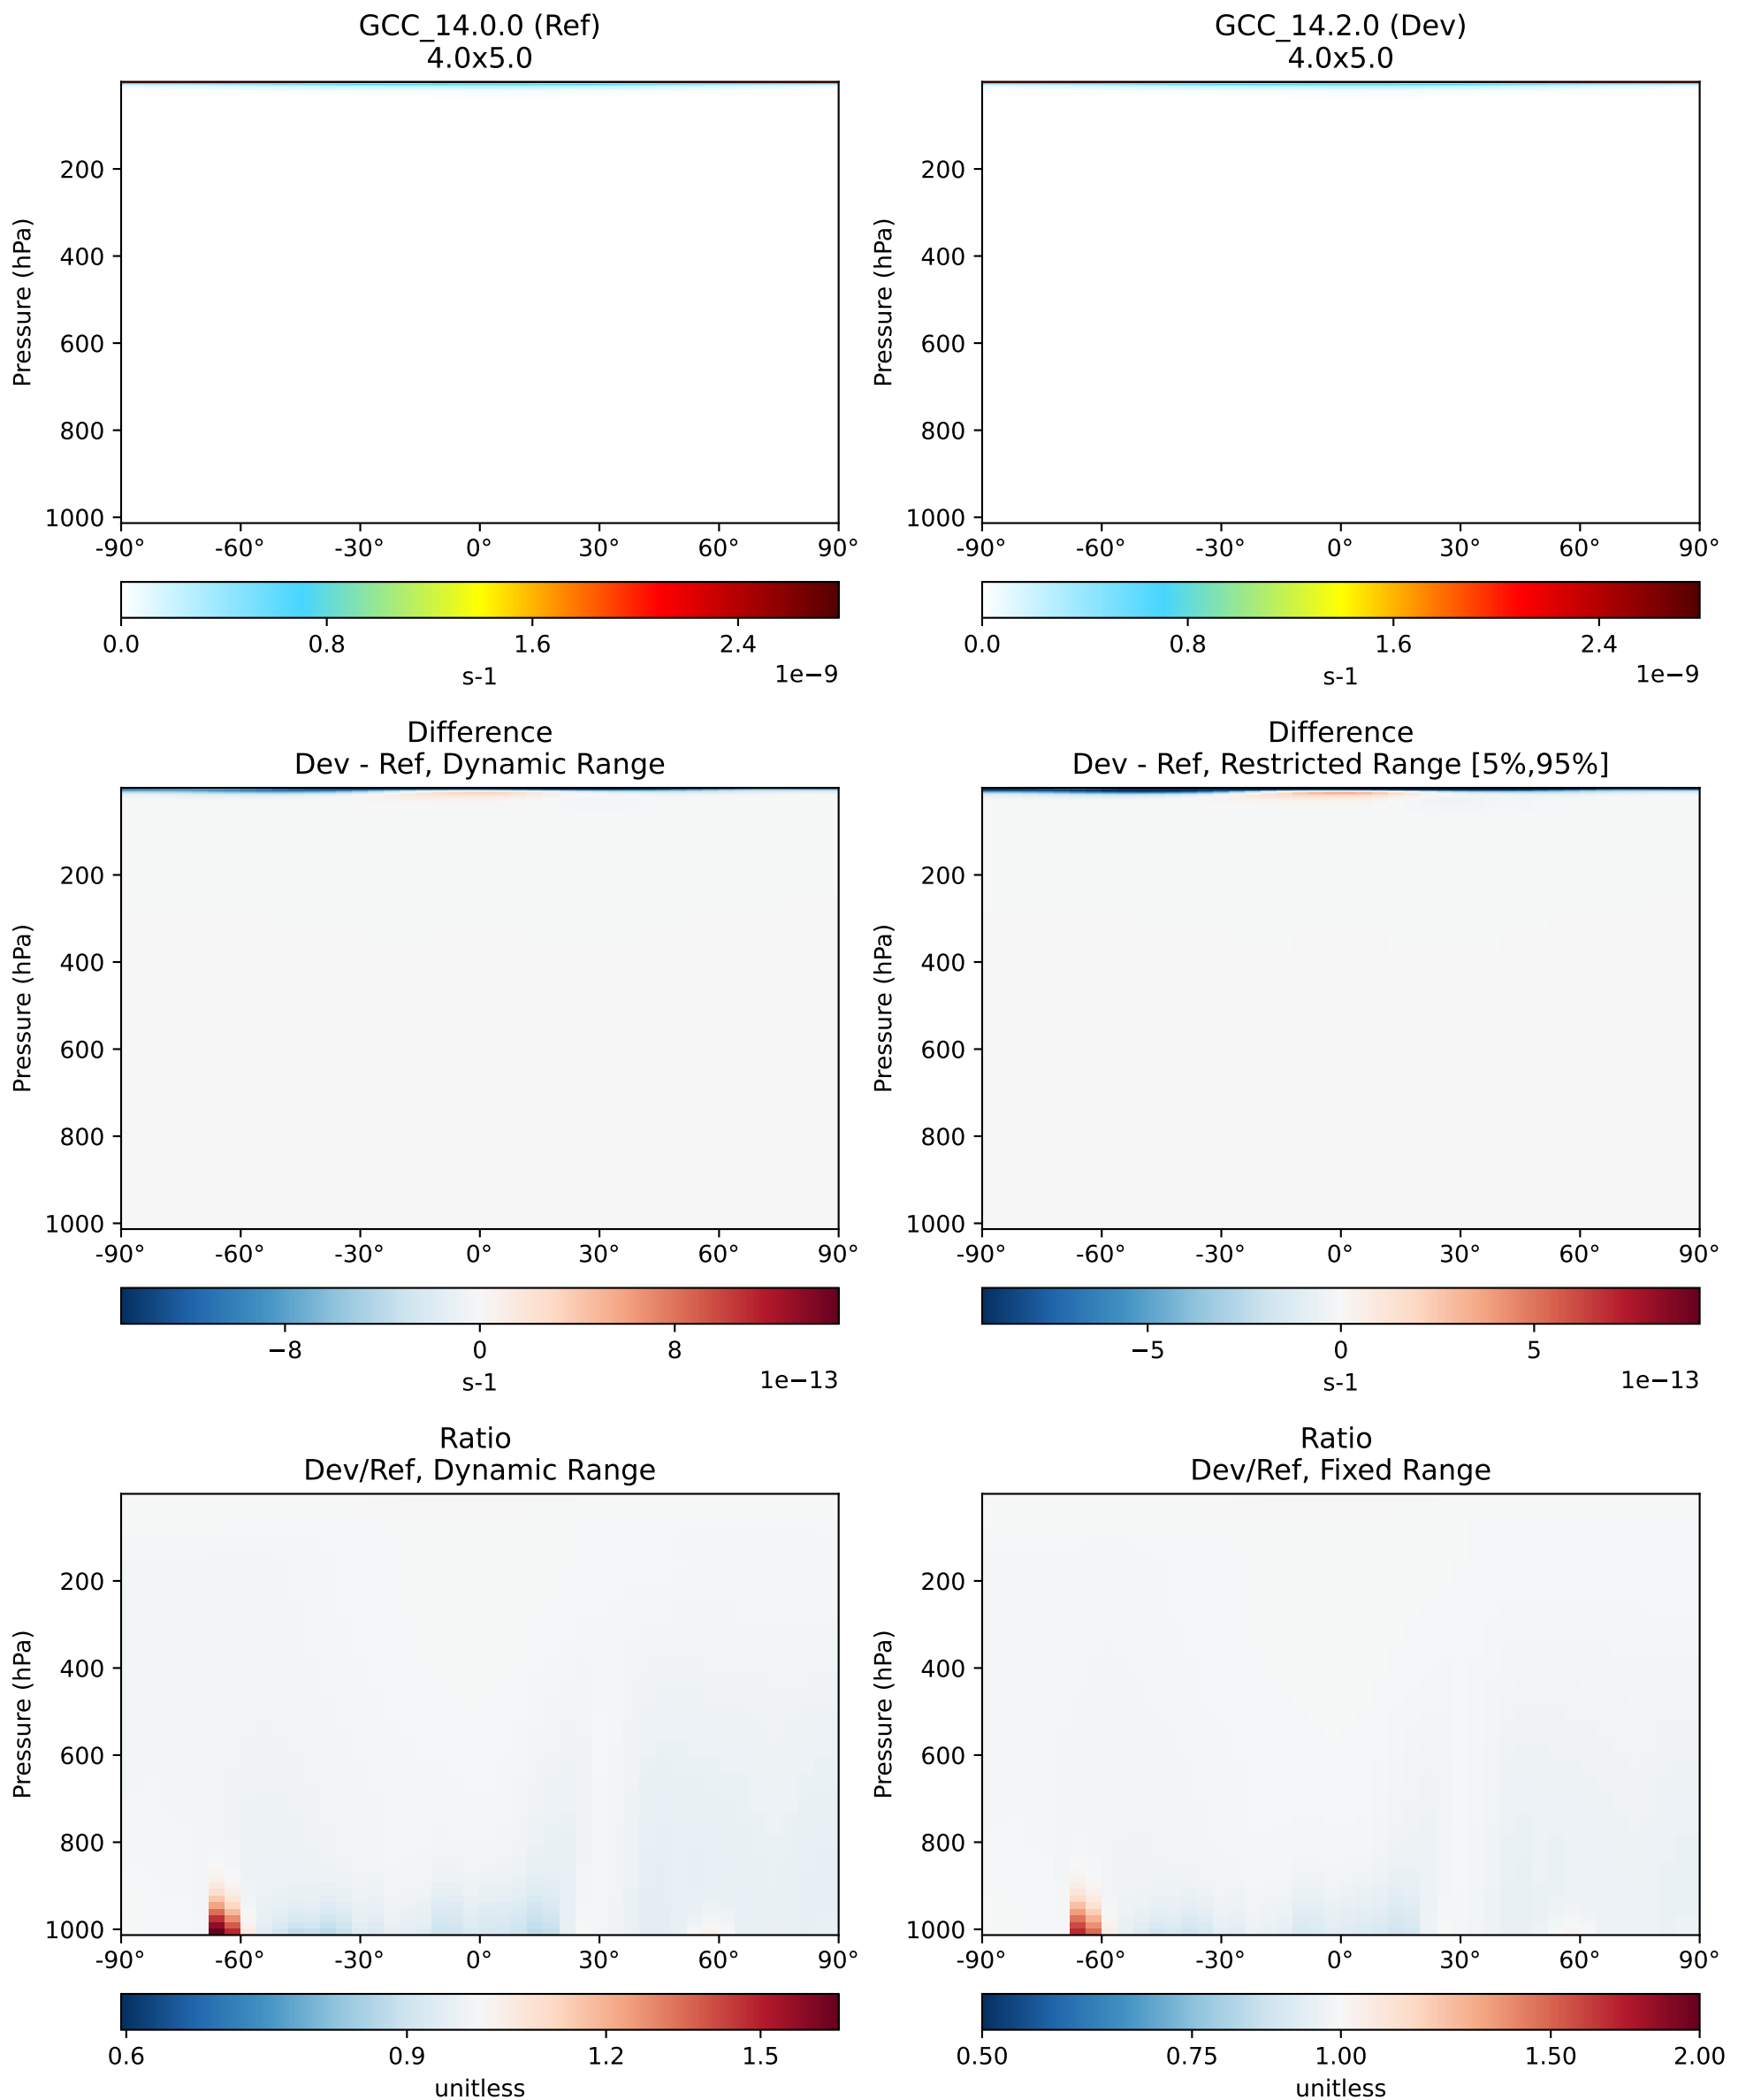 GCC_14.0.0 (Ref)
4.0x5.0
Pressure (hPa)
200
400
600
800
1000
-90° -60° -30° 0° 30° 60° 90°
0.0 0.8 1.6 2.4
s-1
1e−9
GCC_14.2.0 (Dev)
4.0x5.0
Pressure (hPa)
200
400
600
800
1000
-90° -60° -30° 0° 30° 60° 90°
0.0 0.8 1.6 2.4
s-1
1e−9
Difference
Dev - Ref, Dynamic Range
Pressure (hPa)
200
400
600
800
1000
-90° -60° -30° 0° 30° 60° 90°
−8 0 8
s-1
1e−13
Difference
Dev - Ref, Restricted Range [5%,95%]
Pressure (hPa)
200
400
600
800
1000
-90° -60° -30° 0° 30° 60° 90°
−5 0 5
s-1
1e−13
Ratio
Dev/Ref, Dynamic Range
Pressure (hPa)
200
400
600
800
1000
-90° -60° -30° 0° 30° 60° 90°
0.6 0.9 1.2 1.5
unitless
Ratio
Dev/Ref, Fixed Range
Pressure (hPa)
200
400
600
800
1000
-90° -60° -30° 0° 30° 60° 90°
0.50 0.75 1.00 1.50 2.00
unitless